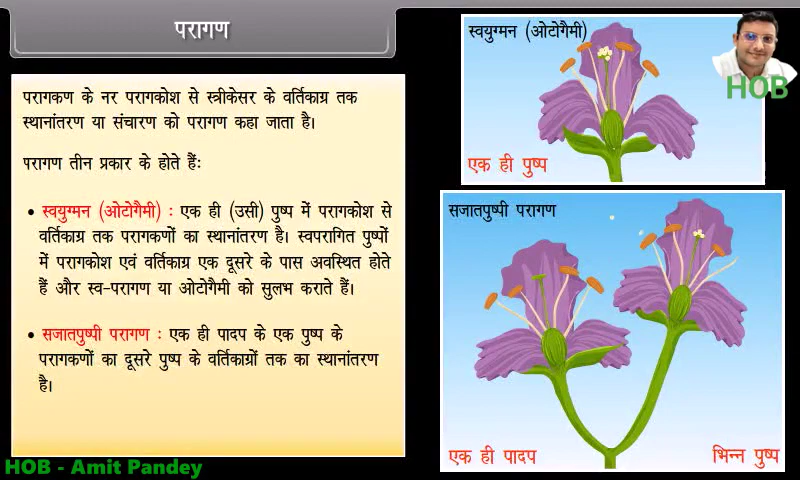 परागण
परागकण के नर परागकोश से स्त्रीकेसर के वर्तिकाग्र तक
स्थानांतरण या संचारण को परागण कहा जाता है।
परागण तीन प्रकार के होते हैं:
• स्वयुग्मन (ओटोगैमी) : एक ही (उसी) पुष्प में परागकोश से
वर्तिकाग्र तक परागकणों का स्थानांतरण है। स्वपरागित पुष्पों
में परागकोश एवं वर्तिकाग्र एक दूसरे के पास अवस्थित होते
हैं और स्व-परागण या ओटोगैमी को सुलभ कराते हैं।
• सजातपुष्पी परागण : एक ही पादप के एक पुष्प के
परागकणों का दूसरे पुष्प के वर्तिकाग्रों तक का स्थानांतरण
है।
स्वयुग्मन (ओटोगैमी)
एक ही पुष्प
HOB
सजातपुष्पी परागण
एक ही पादप
भिन्न पुष्प
HOB - Amit Pandey